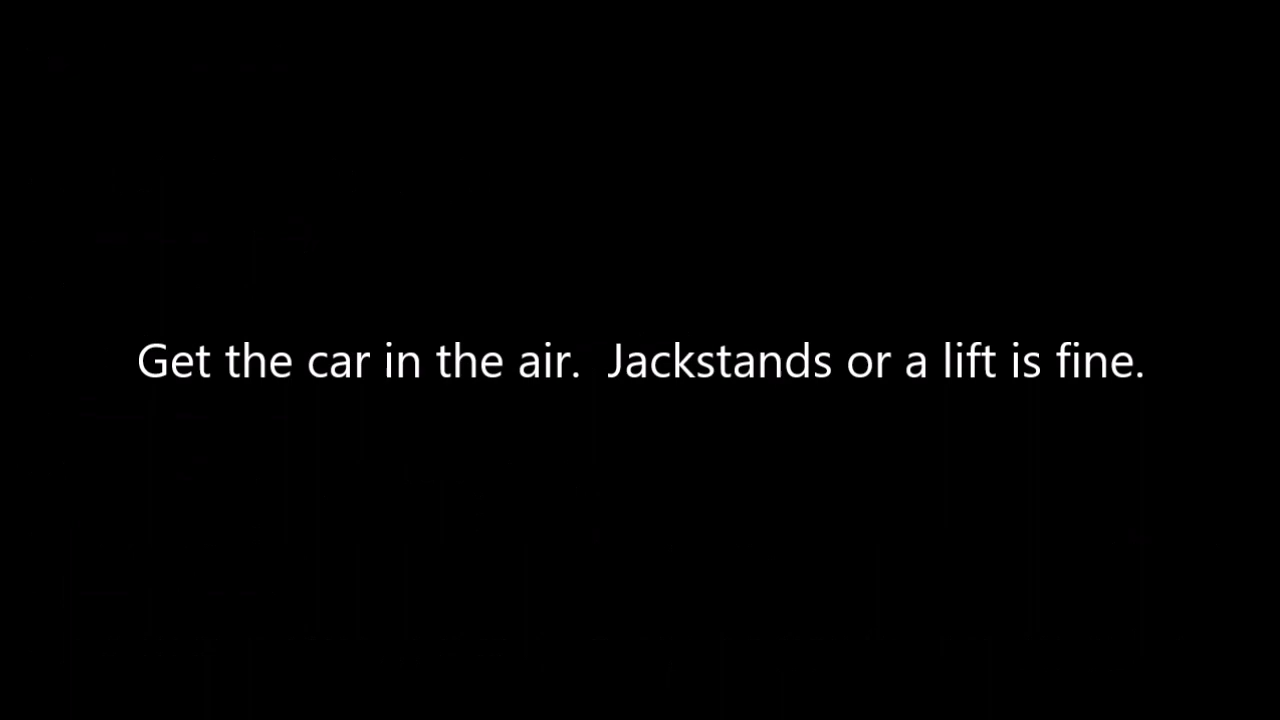 Get the car in the air.  Jackstands or a lift is fine.